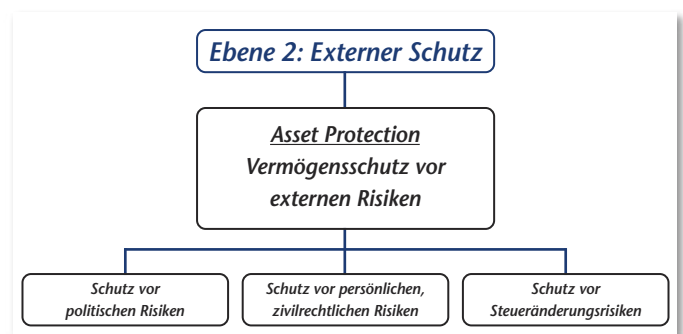 Ebene 2: Externer Schutz
Asset Protection
Vermögensschutz vor
externen Risiken
Schutz vor
politischen Risiken
Schutz vor persönlichen,
zivilrechtlichen Risiken
Schutz vor
Steueränderungsrisiken